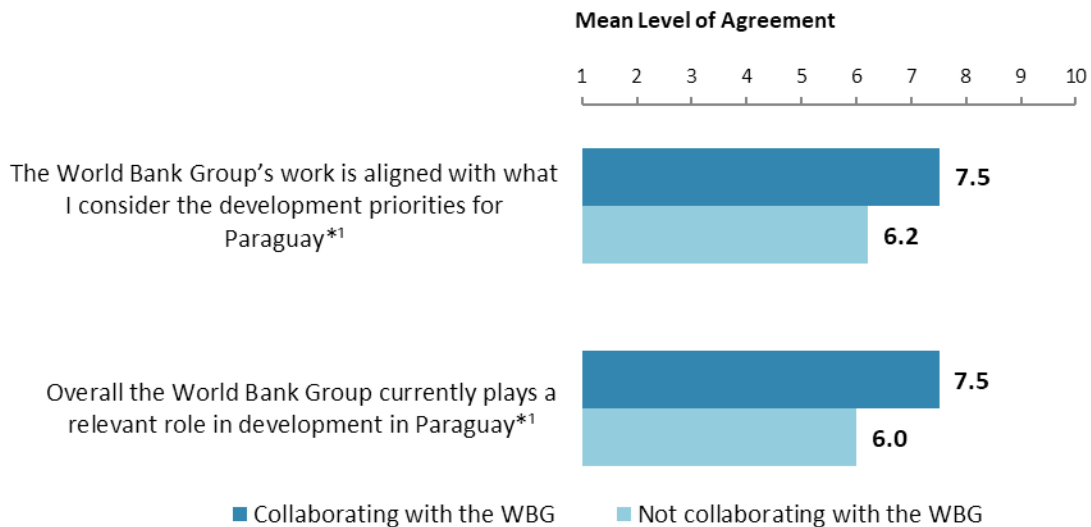 Mean Level of Agreement
1 2 3 4 5 6 7 8 9 10
The World Bank Group’s work is aligned with what
I consider the development priorities for
Paraguay*¹
7.5
6.2
Overall the World Bank Group currently plays a
relevant role in development in Paraguay*¹
7.5
6.0
Collaborating with the WBG Not collaborating with the WBG